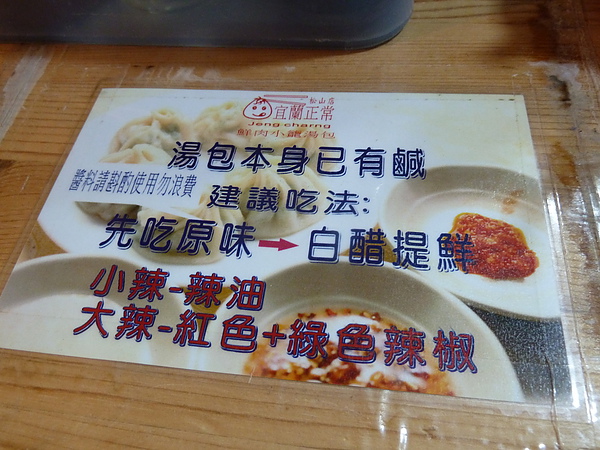 松山店
宜蘭正常
Jeng charng
鮮肉小籠湯包
湯包本身已有鹹
醬料請斟酌使用勿浪費
建議吃法:
先吃原味→白醋提鮮
小辣-辣油
大辣-紅色+綠色辣椒